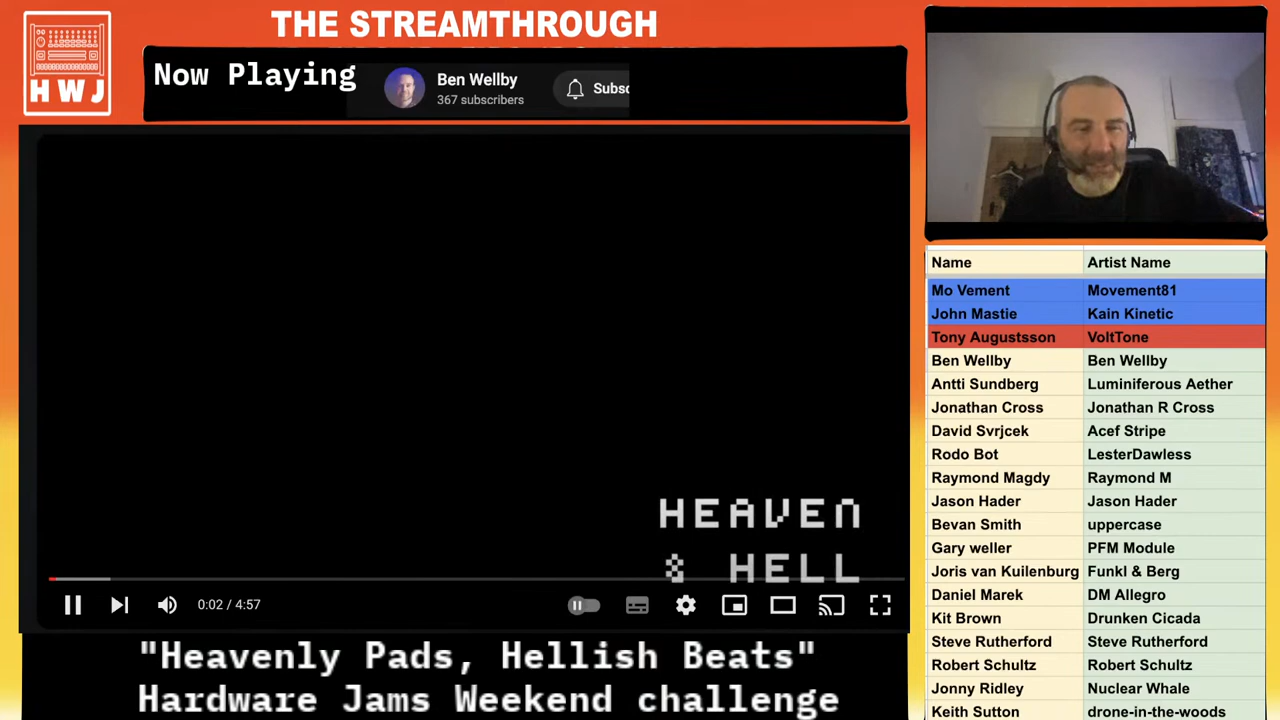 THE STREAMTHROUGH
HWJ
Now Playing
Ben Wellby
367 subscribers
Subsc
HEAVEN
& HELL
0:02 / 4:57
"Heavenly Pads, Hellish Beats"
Hardware Jams Weekend challenge
Name Artist Name
Mo Vement Movement81
John Mastie Kain Kinetic
Tony Augustsson VoltTone
Ben Wellby Ben Wellby
Antti Sundberg Luminiferous Aether
Jonathan Cross Jonathan R Cross
David Svrjcek Acef Stripe
Rodo Bot LesterDawless
Raymond Magdy Raymond M
Jason Hader Jason Hader
Bevan Smith uppercase
Gary weller PFM Module
Joris van Kuilenburg Funkl & Berg
Daniel Marek DM Allegro
Kit Brown Drunken Cicada
Steve Rutherford Steve Rutherford
Robert Schultz Robert Schultz
Jonny Ridley Nuclear Whale
Keith Sutton drone-in-the-woods